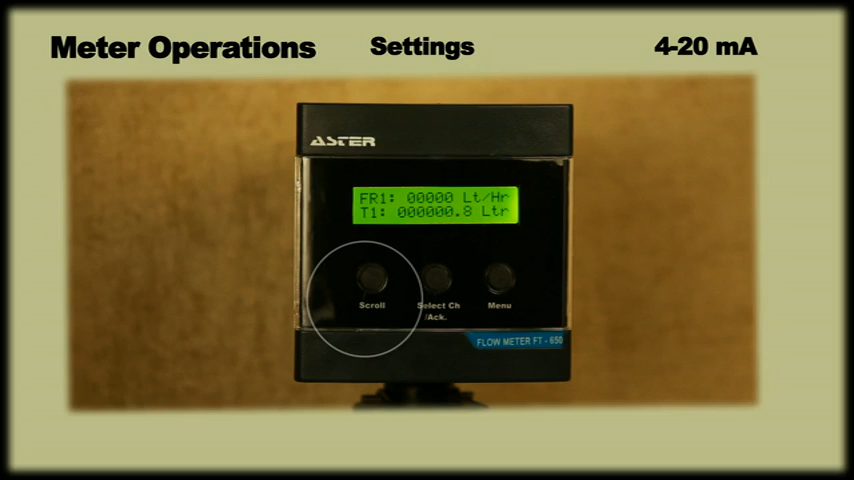 Meter Operations Settings 4-20 mA
ASTER
FR1: 00000 Lt/Hr
T1: 000000.8 Ltr
Scroll Select Ch Menu
/Ack.
FLOW METER FT - 650